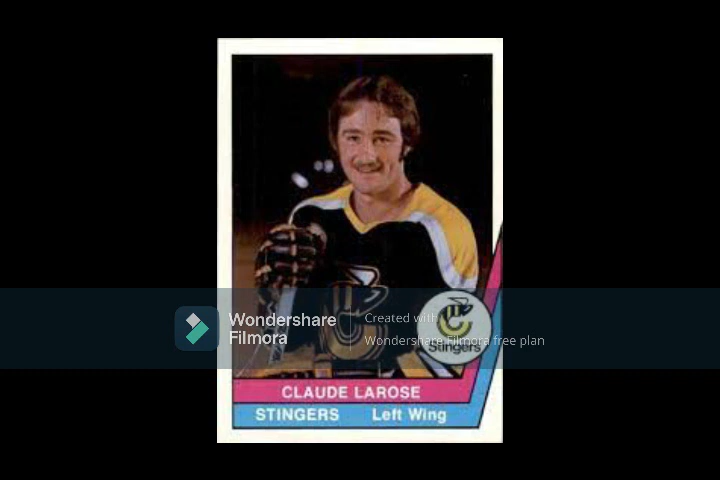 Wondershare
Filmora
Created with
Wondershare Filmora free plan
Stingers
CLAUDE LAROSE
STINGERS Left Wing